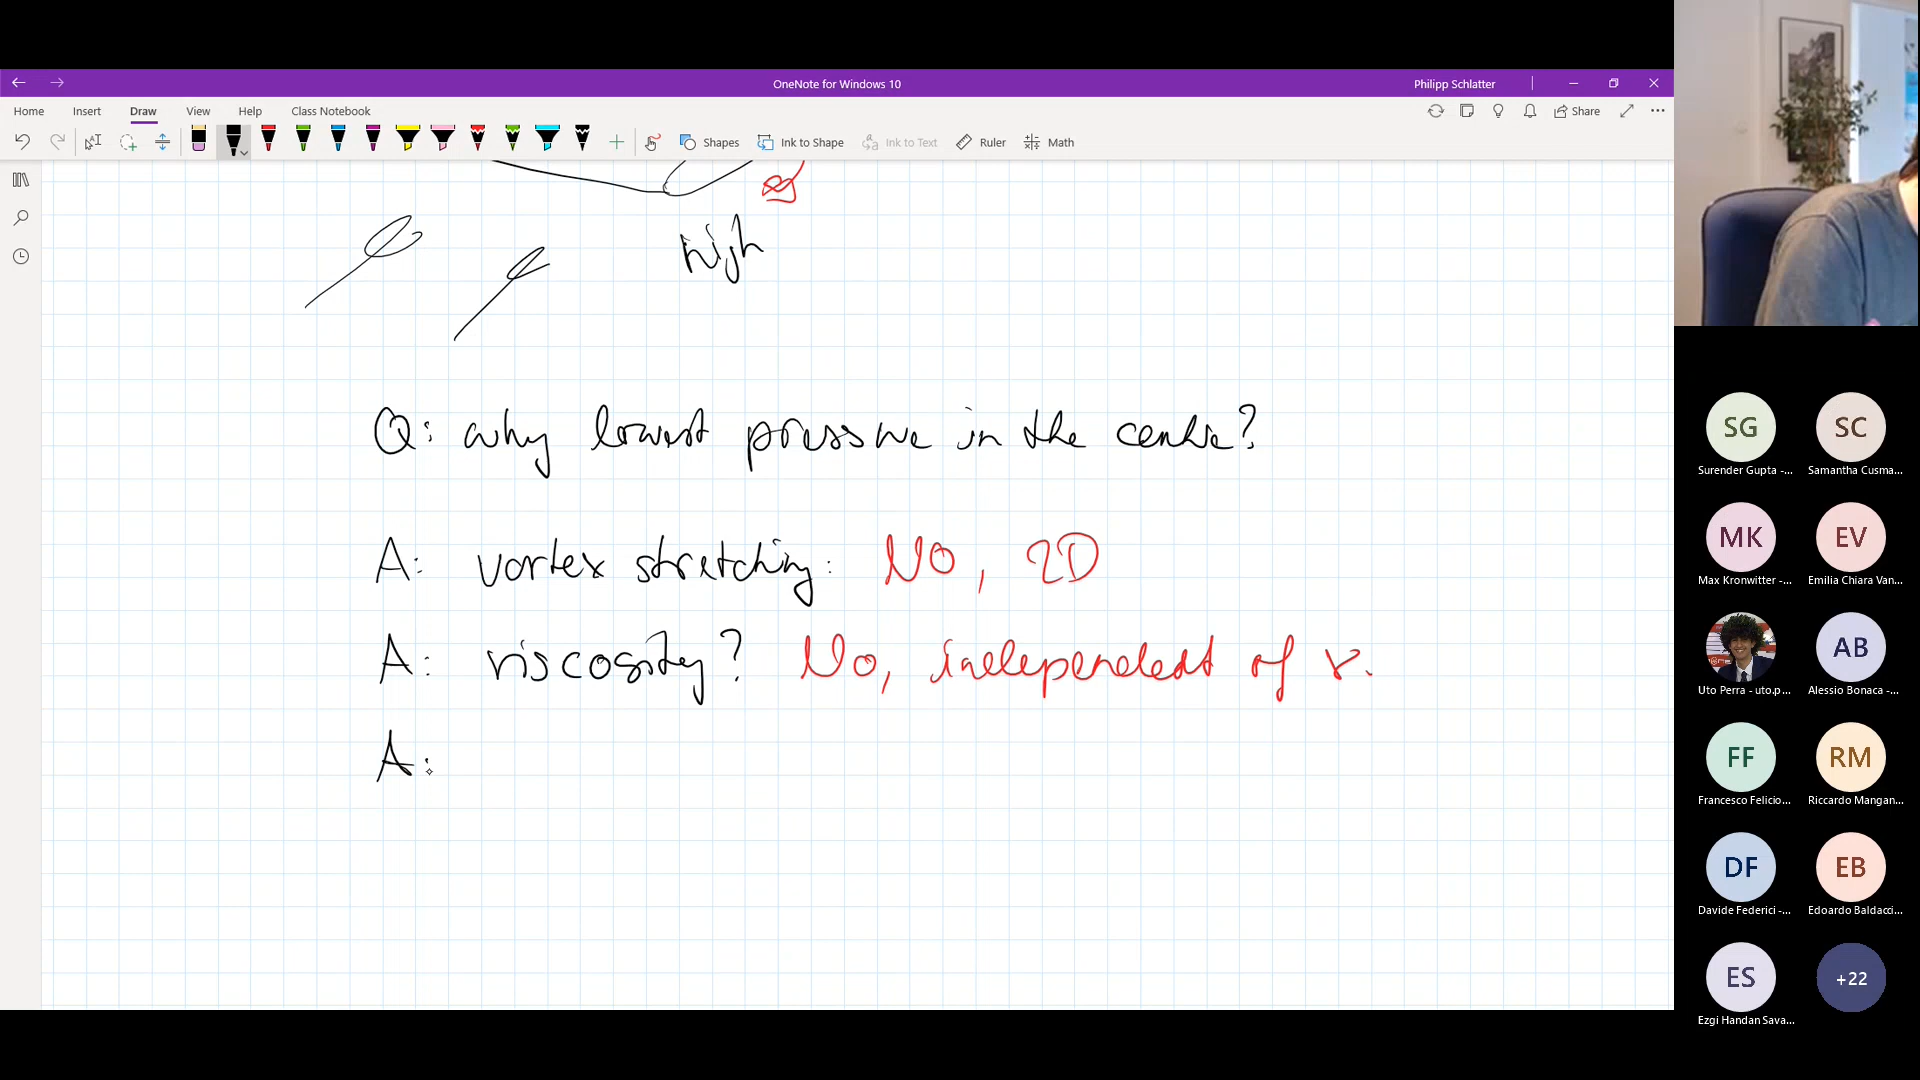 OneNote for Windows 10
Philipp Schlatter
Home Insert Draw View Help Class Notebook
Share
Shapes Ink to Shape Ink to Text Ruler Math
high
Q: why lowest pressure in the centre?
A: vortex stretching: NO, 2D
A: viscosity? No, independent of ν.
A:
SG SC
Surender Gupta -... Samantha Cusma...
MK EV
Max Kronwitter -... Emilia Chiara Van...
AB
Uto Perra - uto.p... Alessio Bonaca -...
FF RM
Francesco Felicio... Riccardo Mangan...
DF EB
Davide Federici -... Edoardo Baldacci...
ES +22
Ezgi Handan Sava...